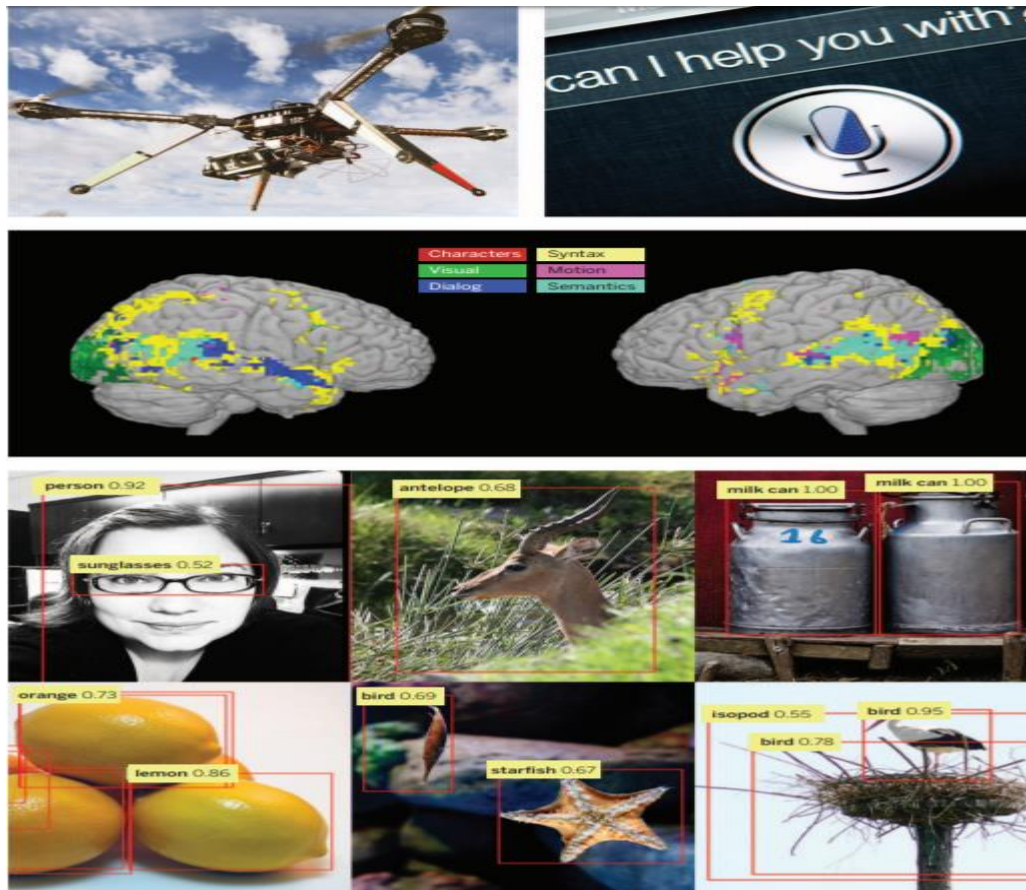 can I help you with
Characters
Syntax
Visual
Motion
Dialog
Semantics
person 0.92
sunglasses 0.52
antelope 0.68
milk can 1.00
milk can 1.00
16
orange 0.73
lemon 0.86
bird 0.69
starfish 0.67
isopod 0.55
bird 0.95
bird 0.78